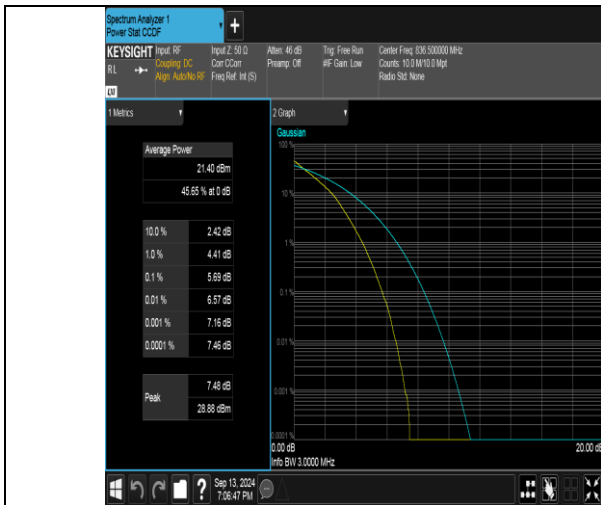 Spectrum Analyzer 1
Power Stat CCDF
+
KEYSIGHT Input: RF Input Z: 50 Ω Atten: 46 dB Trig: Free Run Center Freq: 836.500000 MHz
R L Coupling: DC Corr CCorr Preamp: Off #IF Gain: Low Counts: 10.0 M/10.0 Mpt
Align: Auto/No RF Freq Ref: Int (S) Radio Std: None
1 Metrics
2 Graph
Average Power
21.40 dBm
45.65 % at 0 dB
10.0 % 2.42 dB
1.0 % 4.41 dB
0.1 % 5.69 dB
0.01 % 6.57 dB
0.001 % 7.16 dB
0.0001 % 7.46 dB
Peak
7.48 dB
28.88 dBm
Gaussian
100 %
10 %
1 %
0.1 %
0.01 %
0.001 %
0.0001 %
0.00 dB 20.00 dB
Info BW 3.0000 MHz
? Sep 13, 2024
7:06:47 PM